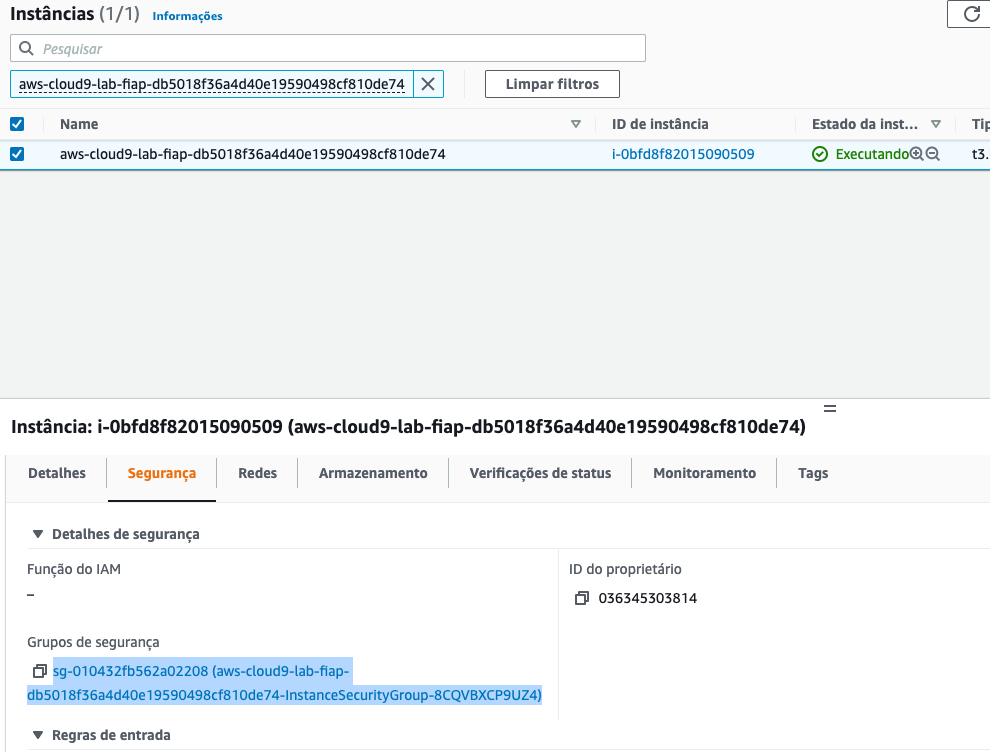 Instâncias (1/1) Informações
Pesquisar
aws-cloud9-lab-fiap-db5018f36a4d40e19590498cf810de74 Limpar filtros
Name ID de instância Estado da inst... Tip
aws-cloud9-lab-fiap-db5018f36a4d40e19590498cf810de74 i-0bfd8f82015090509 Executando t3.
Instância: i-0bfd8f82015090509 (aws-cloud9-lab-fiap-db5018f36a4d40e19590498cf810de74)
Detalhes Segurança Redes Armazenamento Verificações de status Monitoramento Tags
Detalhes de segurança
Função do IAM ID do proprietário
– 036345303814
Grupos de segurança
sg-010432fb562a02208 (aws-cloud9-lab-fiap-
db5018f36a4d40e19590498cf810de74-InstanceSecurityGroup-8CQVBXCP9UZ4)
Regras de entrada